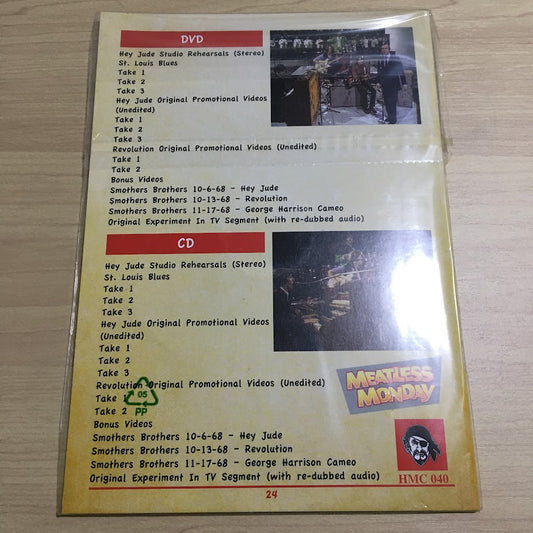 DVD
Hey Jude Studio Rehearsals (Stereo)
St. Louis Blues
Take 1
Take 2
Take 3
Hey Jude Original Promotional Videos
(Unedited)
Take 1
Take 2
Take 3
Revolution Original Promotional Videos (Unedited)
Take 1
Take 2
Bonus Videos
Smothers Brothers 10-6-68 - Hey Jude
Smothers Brothers 10-13-68 - Revolution
Smothers Brothers 11-17-68 - George Harrison Cameo
Original Experiment In TV Segment (with re-dubbed audio)
CD
Hey Jude Studio Rehearsals (Stereo)
St. Louis Blues
Take 1
Take 2
Take 3
Hey Jude Original Promotional Videos
(Unedited)
Take 1
Take 2
Take 3
Revolution Original Promotional Videos (Unedited)
Take 1
Take 2
05
PP
Bonus Videos
Smothers Brothers 10-6-68 - Hey Jude
Smothers Brothers 10-13-68 - Revolution
Smothers Brothers 11-17-68 - George Harrison Cameo
Original Experiment In TV Segment (with re-dubbed audio)
MEATLESS
MONDAY
HMC 040
24